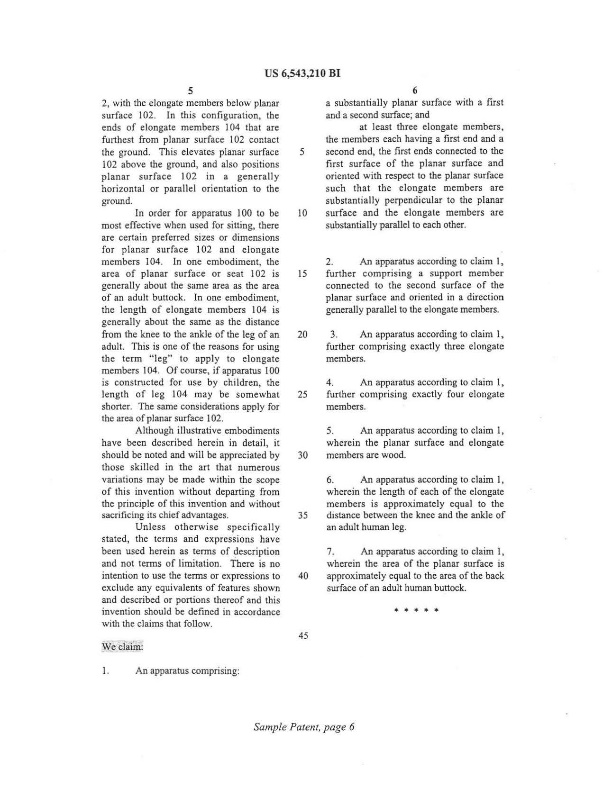 US 6,543,210 BI
5
2, with the elongate members below planar
surface 102. In this configuration, the
ends of elongate members 104 that are
furthest from planar surface 102 contact
the ground. This elevates planar surface
102 above the ground, and also positions
planar surface 102 in a generally
horizontal or parallel orientation to the
ground.
In order for apparatus 100 to be
most effective when used for sitting, there
are certain preferred sizes or dimensions
for planar surface 102 and elongate
members 104. In one embodiment, the
area of planar surface or seat 102 is
generally about the same area as the area
of an adult buttock. In one embodiment,
the length of elongate members 104 is
generally about the same as the distance
from the knee to the ankle of the leg of an
adult. This is one of the reasons for using
the term “leg” to apply to elongate
members 104. Of course, if apparatus 100
is constructed for use by children, the
length of leg 104 may be somewhat
shorter. The same considerations apply for
the area of planar surface 102.
Although illustrative embodiments
have been described herein in detail, it
should be noted and will be appreciated by
those skilled in the art that numerous
variations may be made within the scope
of this invention without departing from
the principle of this invention and without
sacrificing its chief advantages.
Unless otherwise specifically
stated, the terms and expressions have
been used herein as terms of description
and not terms of limitation. There is no
intention to use the terms or expressions to
exclude any equivalents of features shown
and described or portions thereof and this
invention should be defined in accordance
with the claims that follow.
We claim:
1. An apparatus comprising:
5
10
15
20
25
30
35
40
45
6
a substantially planar surface with a first
and a second surface; and
at least three elongate members,
the members each having a first end and a
second end, the first ends connected to the
first surface of the planar surface and
oriented with respect to the planar surface
such that the elongate members are
substantially perpendicular to the planar
surface and the elongate members are
substantially parallel to each other.
2. An apparatus according to claim 1,
further comprising a support member
connected to the second surface of the
planar surface and oriented in a direction
generally parallel to the elongate members.
3. An apparatus according to claim 1,
further comprising exactly three elongate
members.
4. An apparatus according to claim 1,
further comprising exactly four elongate
members.
5. An apparatus according to claim 1,
wherein the planar surface and elongate
members are wood.
6. An apparatus according to claim 1,
wherein the length of each of the elongate
members is approximately equal to the
distance between the knee and the ankle of
an adult human leg.
7. An apparatus according to claim 1,
wherein the area of the planar surface is
approximately equal to the area of the back
surface of an adult human buttock.
* * * * *
Sample Patent, page 6